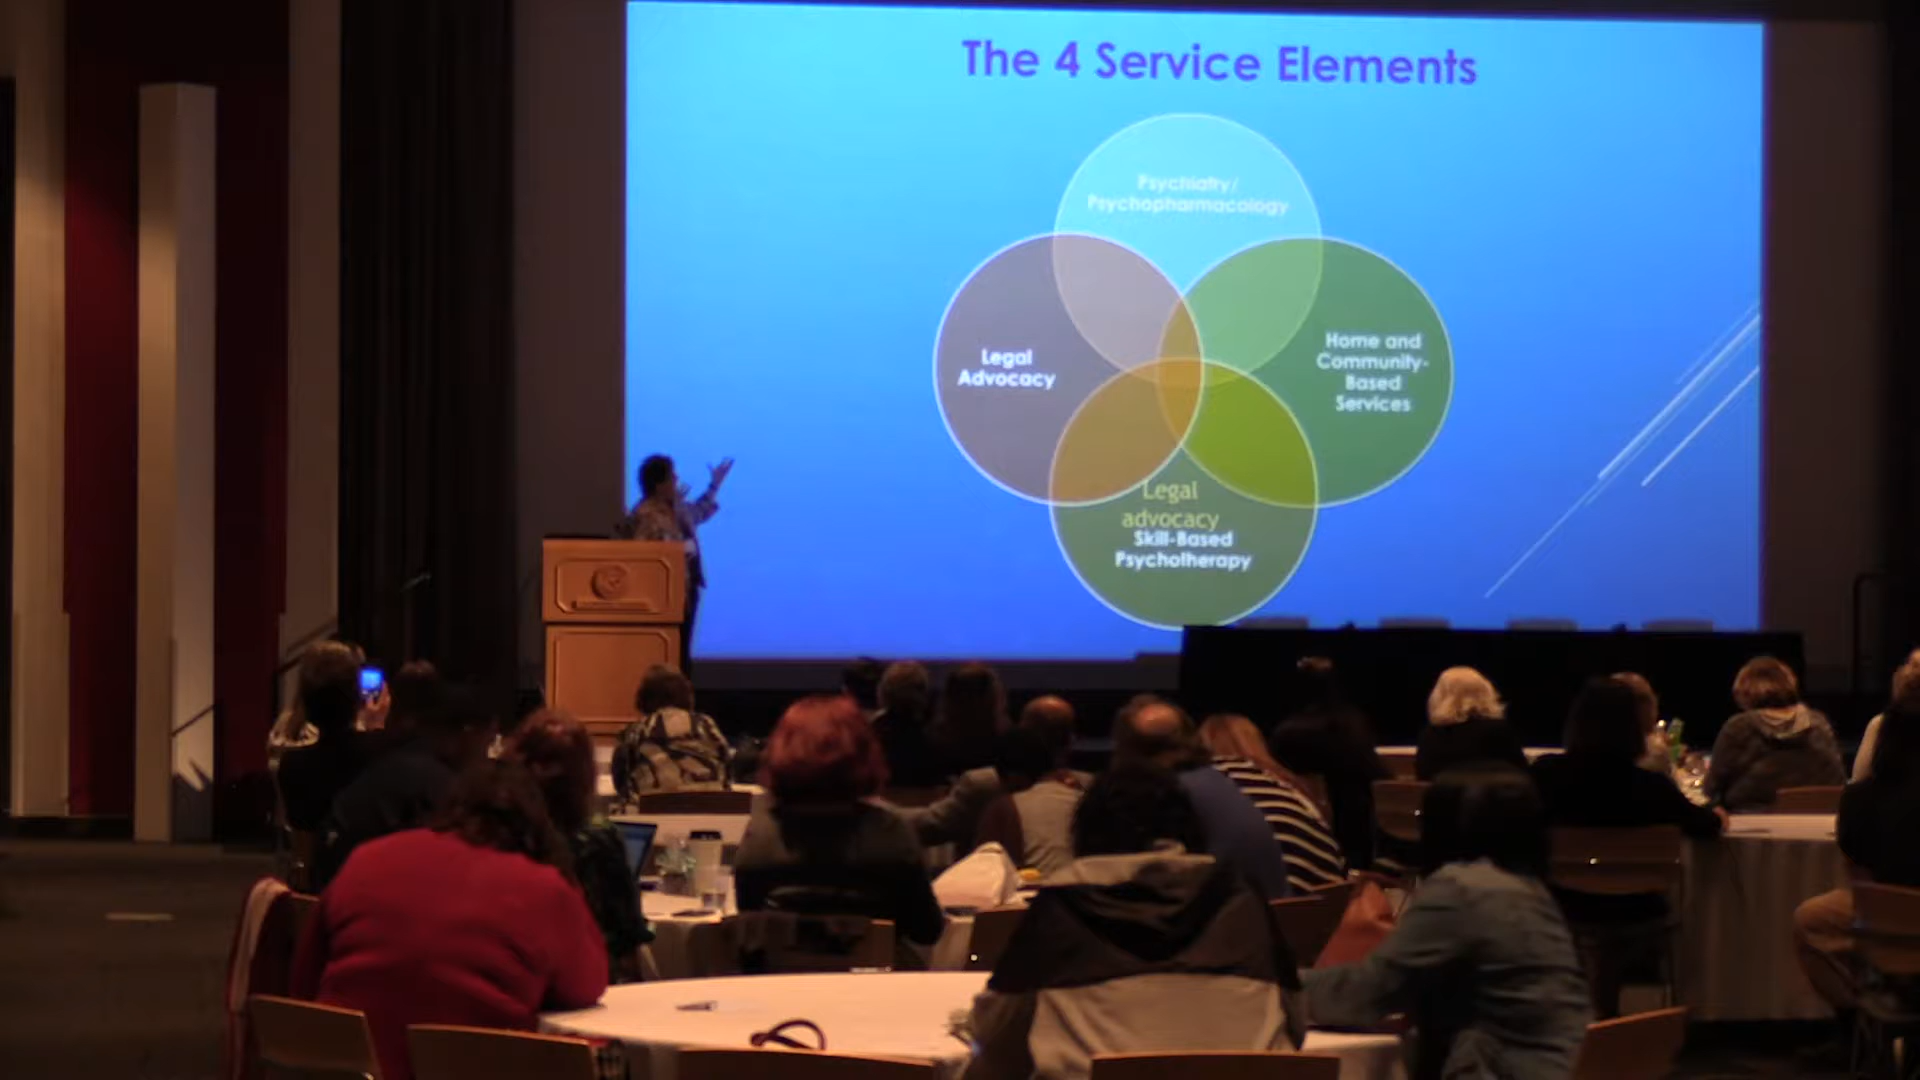 The 4 Service Elements
Psychiatry/
Psychopharmacology
Legal
Advocacy
Home and
Community-
Based
Services
Legal
advocacy
Skill-Based
Psychotherapy